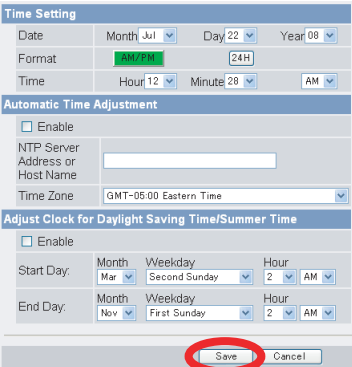 Time Setting
Date Month Jul Day 22 Year 08
Format AM/PM 24H
Time Hour 12 Minute 28 AM
Automatic Time Adjustment
Enable
NTP Server
Address or
Host Name
Time Zone GMT-05:00 Eastern Time
Adjust Clock for Daylight Saving Time/Summer Time
Enable
Month Weekday Hour
Start Day: Mar Second Sunday 2 AM
Month Weekday Hour
End Day: Nov First Sunday 2 AM
Save Cancel